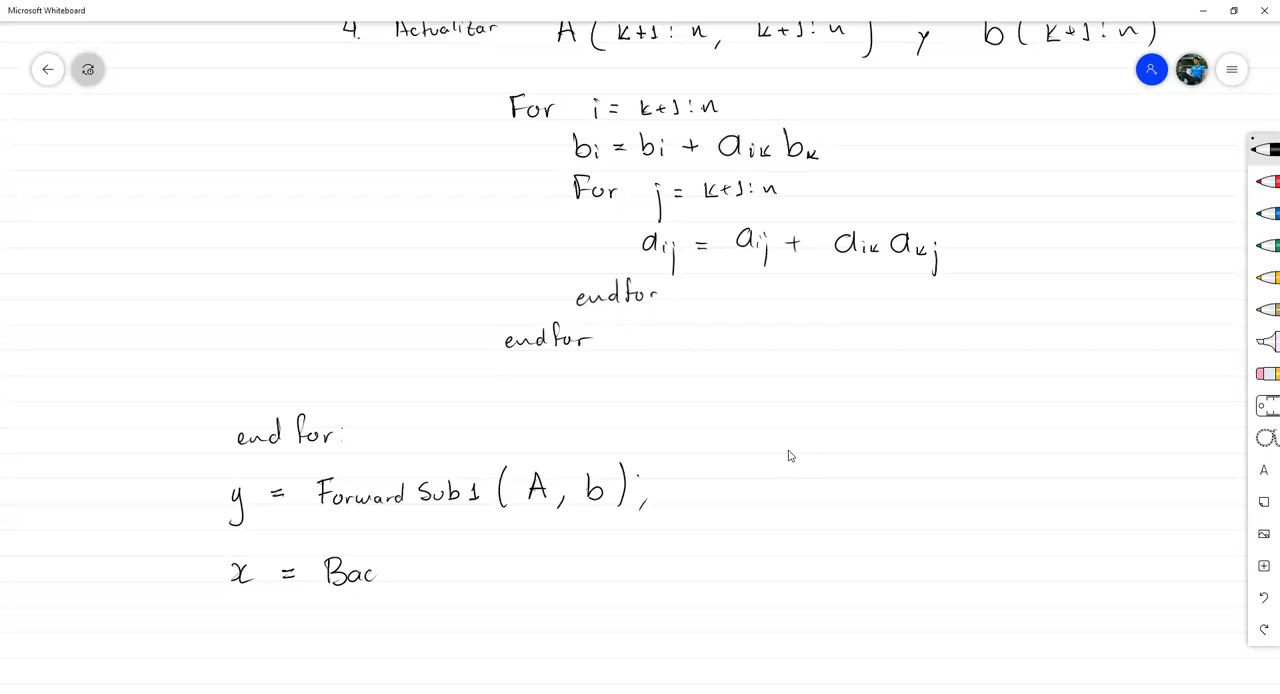 Microsoft Whiteboard
4. Actualizar A(k+1:n, k+1:n) y b(k+1:n)
For i = k+1:n
bi = bi + aik bk
For j = k+1:n
aij = aij + aik akj
endfor
endfor
end for:
y = Forward Sub1 (A, b);
x = Bac